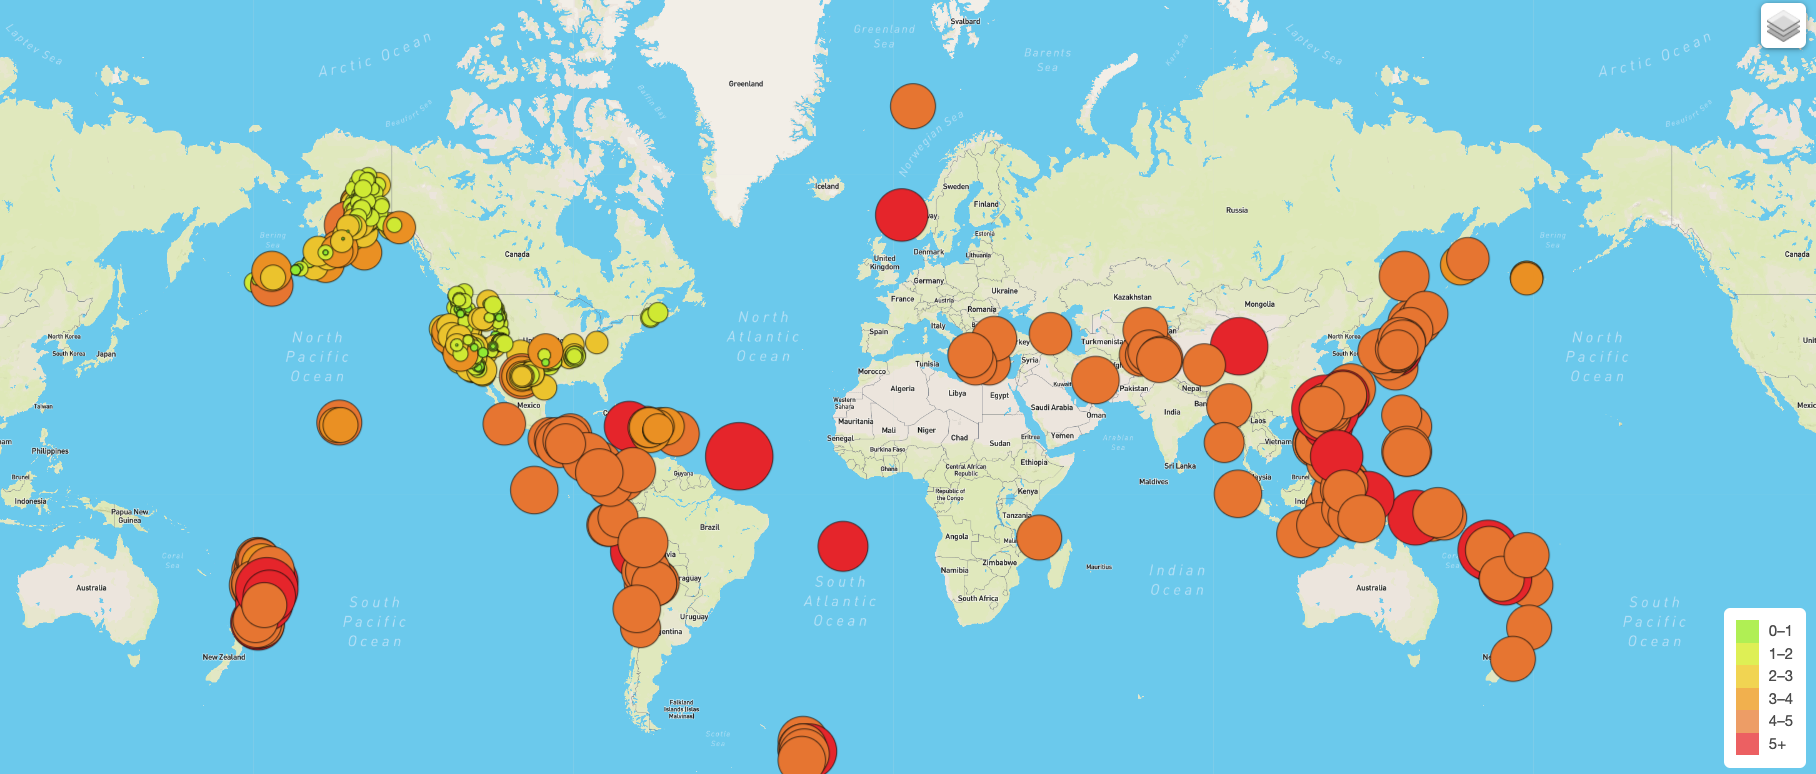 Laptev Sea
Arctic Ocean
Beaufort Sea
Baffin Bay
Greenland
Greenland
Sea
Svalbard
Barents
Sea
Kara Sea
Laptev Sea
Arctic Ocean
Beaufort Sea
Norwegian Sea
Iceland
Sweden
Finland
Russia
Bering
Sea
Canada
Estonia
Denmark
Lithuania
United
Kingdom
Germany
Ukraine
France
Austria
Romania
Kazakhstan
Mongolia
Bering
Sea
Canada
North
Pacific
Ocean
North
Atlantic
Ocean
Spain
Italy
North Korea
South Korea
Japan
Turkmenistan
Syria
Tunisia
Morocco
North Korea
North
Pacific
Ocean
Algeria
Libya
Egypt
Kuwait
Pakistan
Nepal
Western
Sahara
Saudi Arabia
Oman
India
Taiwan
Mexico
Mauritania
Mali
Niger
Chad
Sudan
Eritrea
Yemen
Arabian
Sea
Laos
Vietnam
Senegal
Burkina Faso
Ghana
Central African
Republic
Ethiopia
Sri Lanka
Maldives
Philippines
Brunei
Indonesia
Papua New
Guinea
Guyana
Brazil
Republic of
the Congo
Kenya
Tanzania
Brunei
Angola
Zimbabwe
Namibia
South Africa
Mauritius
Indian
Ocean
Coral
Sea
Australia
South
Pacific
Ocean
South
Atlantic
Ocean
Uruguay
Australia
South
Pacific
Ocean
New Zealand
Falkland
Islands (Islas
Malvinas)
Scotia
Sea
0–1
1–2
2–3
3–4
4–5
5+